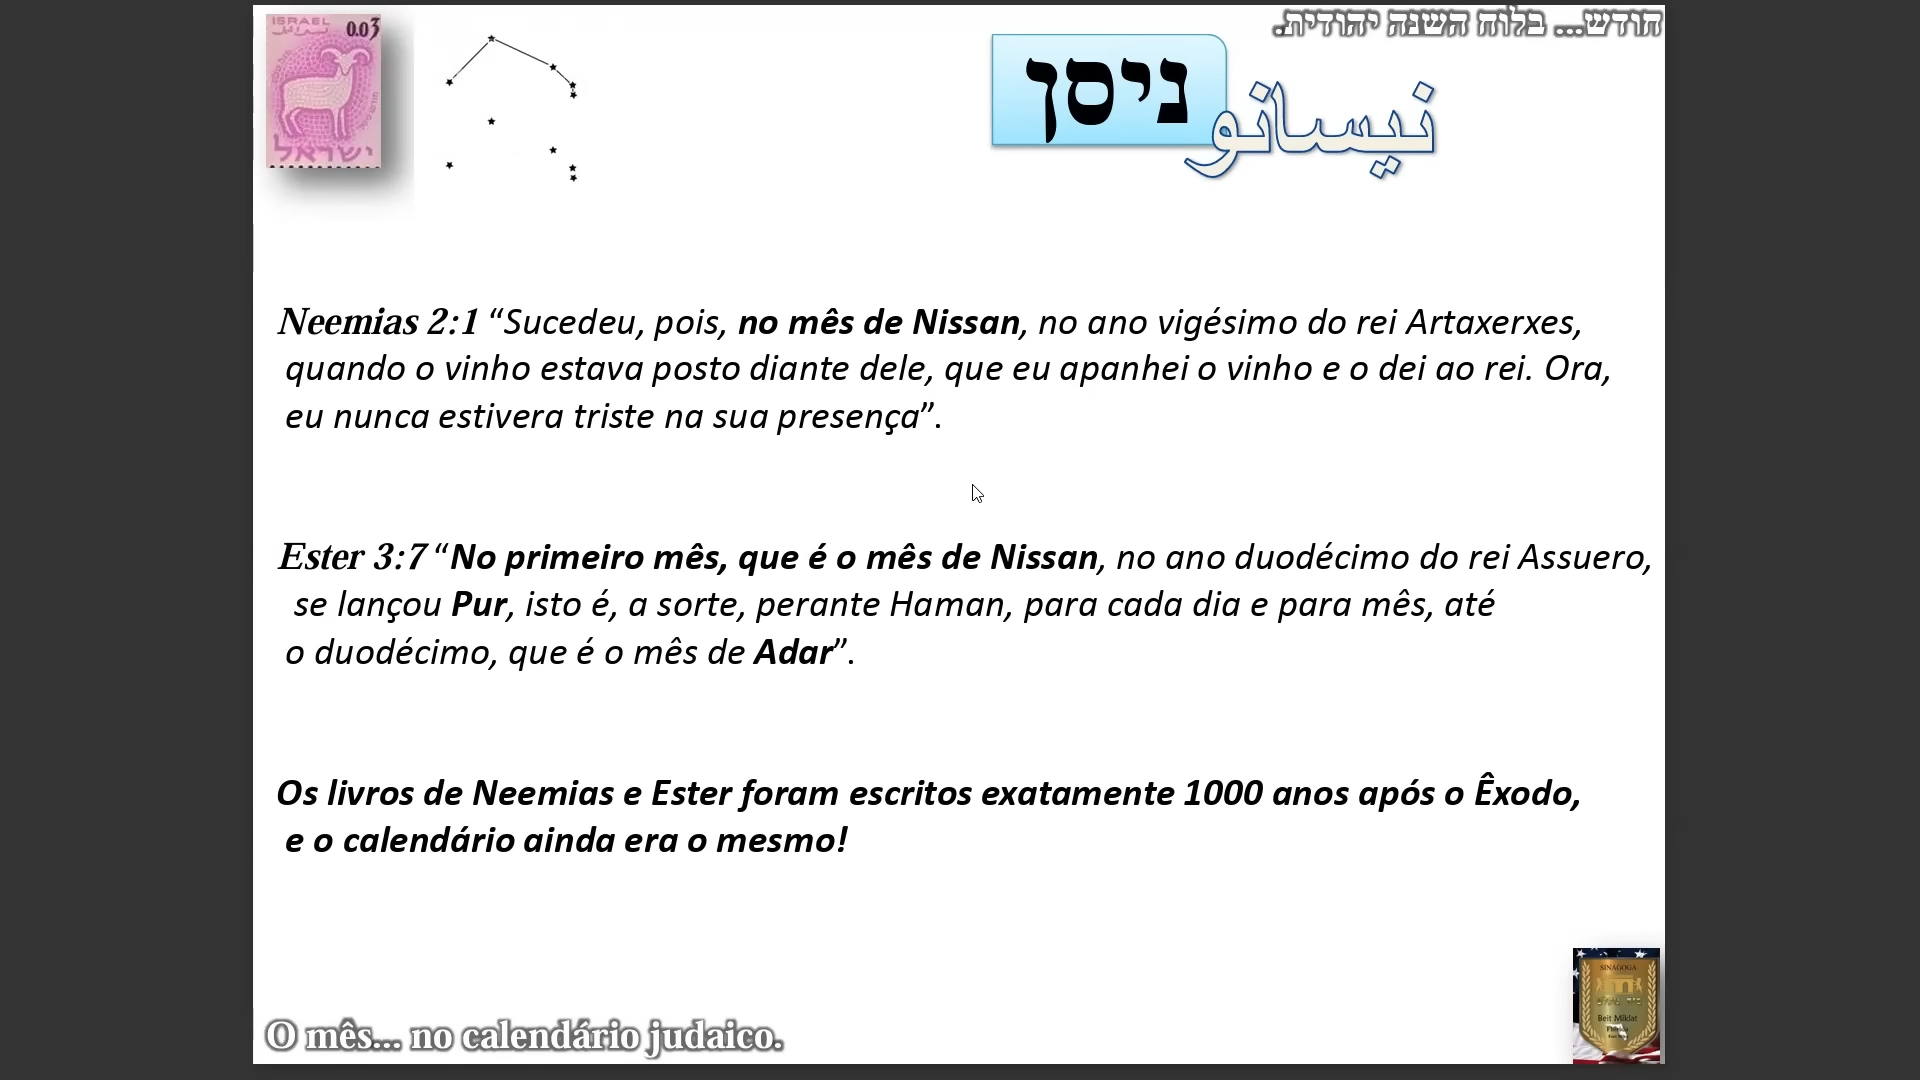 ISRAEL 0.03
اسرائيل
ישראל
חודש... בלוח השנה יהודית.
ניסן
نيسانو
Neemias 2:1 “Sucedeu, pois, no mês de Nissan, no ano vigésimo do rei Artaxerxes,
quando o vinho estava posto diante dele, que eu apanhei o vinho e o dei ao rei. Ora,
eu nunca estivera triste na sua presença”.
Ester 3:7 “No primeiro mês, que é o mês de Nissan, no ano duodécimo do rei Assuero,
se lançou Pur, isto é, a sorte, perante Haman, para cada dia e para mês, até
o duodécimo, que é o mês de Adar”.
Os livros de Neemias e Ester foram escritos exatamente 1000 anos após o Êxodo,
e o calendário ainda era o mesmo!
O mês... no calendário judaico.
SINAGOGA
Beit Miklat
Florida